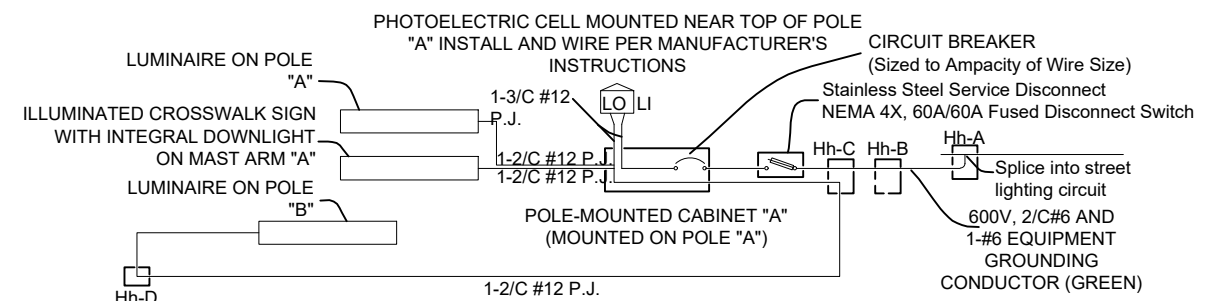 PHOTOELECTRIC CELL MOUNTED NEAR TOP OF POLE
"A" INSTALL AND WIRE PER MANUFACTURER'S
INSTRUCTIONS
CIRCUIT BREAKER
(Sized to Ampacity of Wire Size)
LUMINAIRE ON POLE
"A"
Stainless Steel Service Disconnect
NEMA 4X, 60A/60A Fused Disconnect Switch
1-3/C #12
P.J.
LO
LI
ILLUMINATED CROSSWALK SIGN
WITH INTEGRAL DOWNLIGHT
ON MAST ARM "A"
Hh-C
Hh-B
Hh-A
1-2/C #12 P.J.
1-2/C #12 P.J.
Splice into street
lighting circuit
LUMINAIRE ON POLE
"B"
POLE-MOUNTED CABINET "A"
(MOUNTED ON POLE "A")
600V, 2/C#6 AND
1-#6 EQUIPMENT
GROUNDING
CONDUCTOR (GREEN)
1-2/C #12 P.J.
Hh-D